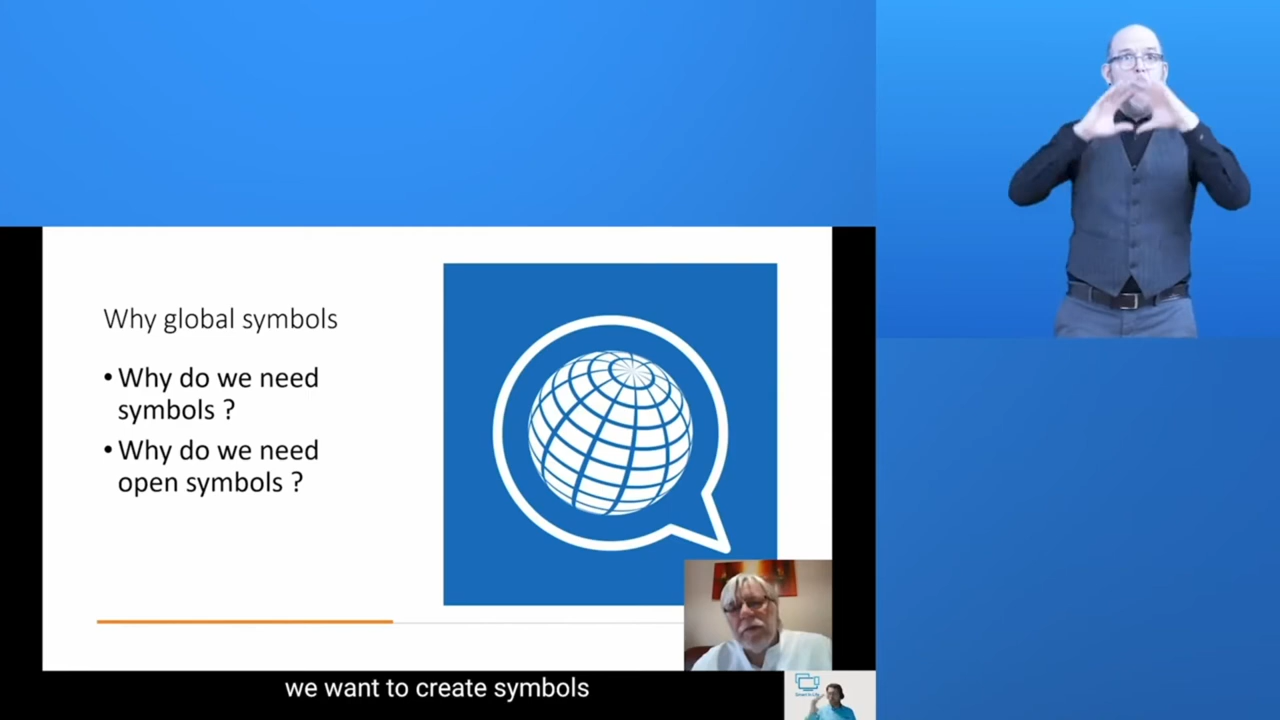 Why global symbols
• Why do we need
symbols ?
• Why do we need
open symbols ?
we want to create symbols